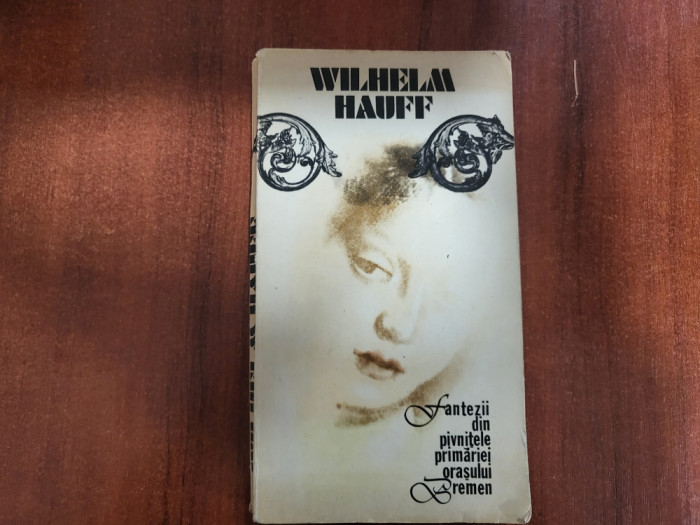 WILHELM
HAUFF
Fantezii
din
pivnițele
primăriei
orașului
Bremen